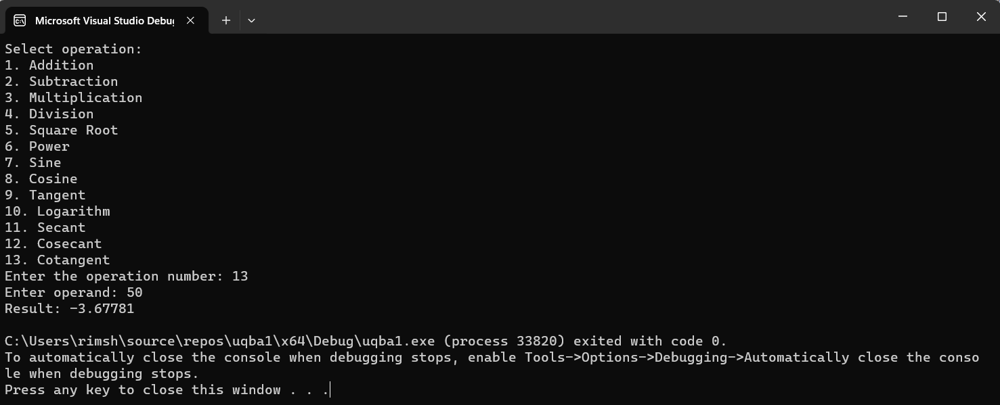 Microsoft Visual Studio Debug
Select operation:
1. Addition
2. Subtraction
3. Multiplication
4. Division
5. Square Root
6. Power
7. Sine
8. Cosine
9. Tangent
10. Logarithm
11. Secant
12. Cosecant
13. Cotangent
Enter the operation number: 13
Enter operand: 50
Result: -3.67781
C:\Users\rimsh\source\repos\uqba1\x64\Debug\uqba1.exe (process 33820) exited with code 0.
To automatically close the console when debugging stops, enable Tools->Options->Debugging->Automatically close the conso
le when debugging stops.
Press any key to close this window . . .